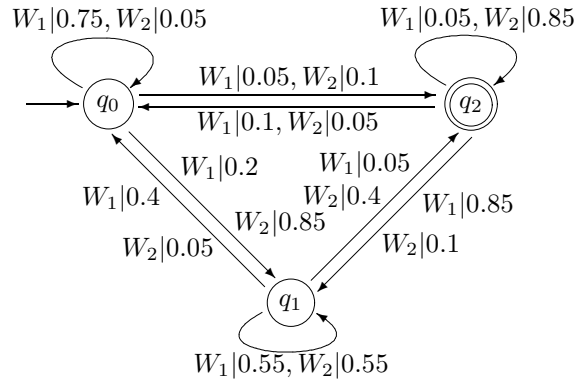 W₁|0.75, W₂|0.05
W₁|0.05, W₂|0.85
q₀
W₁|0.05, W₂|0.1
q₂
W₁|0.1, W₂|0.05
W₁|0.2
W₁|0.05
W₁|0.4
W₂|0.4
W₁|0.85
W₂|0.85
W₂|0.05
W₂|0.1
q₁
W₁|0.55, W₂|0.55